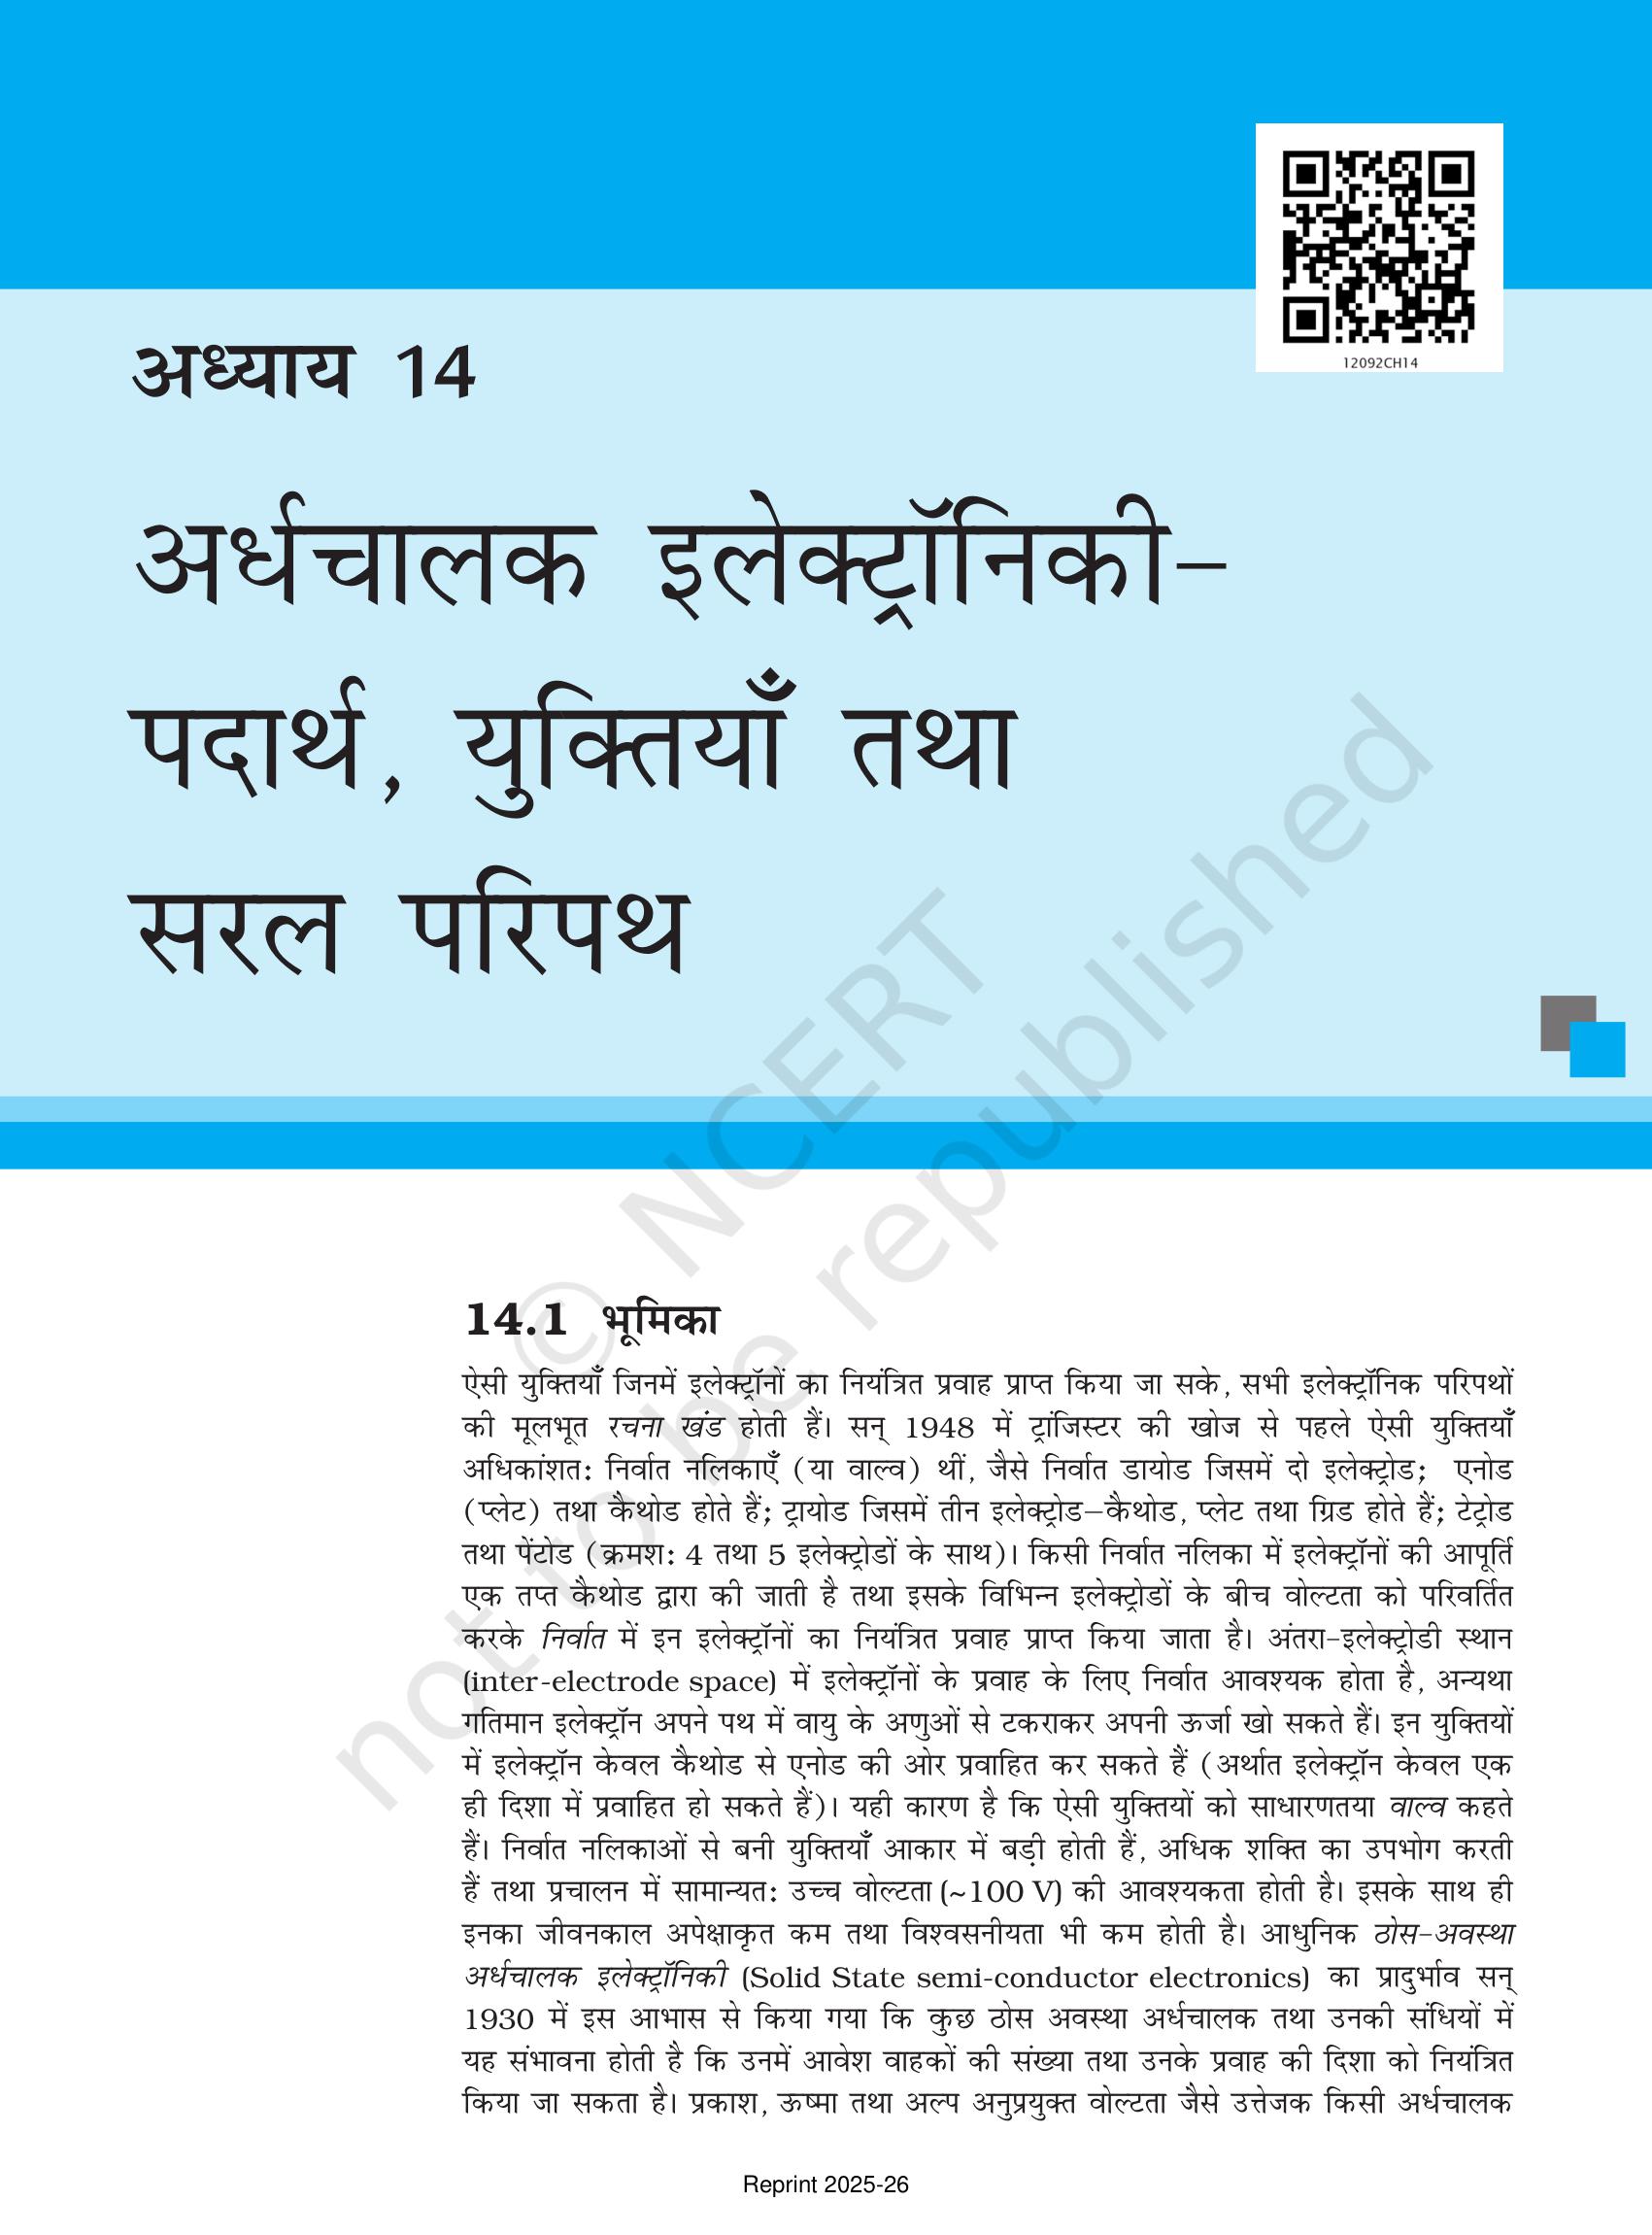 12092CH14
अध्याय 14
अर्धचालक इलेक्ट्रॉनिकी–
पदार्थ, युक्तियाँ तथा
सरल परिपथ
© NCERT
not to be republished
14.1 भूमिका
ऐसी युक्तियाँ जिनमें इलेक्ट्रॉनों का नियंत्रित प्रवाह प्राप्त किया जा सके, सभी इलेक्ट्रॉनिक परिपथों
की मूलभूत रचना खंड होती हैं। सन् 1948 में ट्रांजिस्टर की खोज से पहले ऐसी युक्तियाँ
अधिकांशत: निर्वात नलिकाएँ (या वाल्व) थीं, जैसे निर्वात डायोड जिसमें दो इलेक्ट्रोड; एनोड
(प्लेट) तथा कैथोड होते हैं; ट्रायोड जिसमें तीन इलेक्ट्रोड–कैथोड, प्लेट तथा ग्रिड होते हैं; टेट्रोड
तथा पेंटोड (क्रमश: 4 तथा 5 इलेक्ट्रोडों के साथ)। किसी निर्वात नलिका में इलेक्ट्रॉनों की आपूर्ति
एक तप्त कैथोड द्वारा की जाती है तथा इसके विभिन्न इलेक्ट्रोडों के बीच वोल्टता को परिवर्तित
करके निर्वात में इन इलेक्ट्रॉनों का नियंत्रित प्रवाह प्राप्त किया जाता है। अंतरा-इलेक्ट्रोडी स्थान
(inter-electrode space) में इलेक्ट्रॉनों के प्रवाह के लिए निर्वात आवश्यक होता है, अन्यथा
गतिमान इलेक्ट्रॉन अपने पथ में वायु के अणुओं से टकराकर अपनी ऊर्जा खो सकते हैं। इन युक्तियों
में इलेक्ट्रॉन केवल कैथोड से एनोड की ओर प्रवाहित कर सकते हैं (अर्थात इलेक्ट्रॉन केवल एक
ही दिशा में प्रवाहित हो सकते हैं)। यही कारण है कि ऐसी युक्तियों को साधारणतया वाल्व कहते
हैं। निर्वात नलिकाओं से बनी युक्तियाँ आकार में बड़ी होती हैं, अधिक शक्ति का उपभोग करती
हैं तथा प्रचालन में सामान्यत: उच्च वोल्टता (~100 V) की आवश्यकता होती है। इसके साथ ही
इनका जीवनकाल अपेक्षाकृत कम तथा विश्वसनीयता भी कम होती है। आधुनिक ठोस-अवस्था
अर्धचालक इलेक्ट्रॉनिकी (Solid State semi-conductor electronics) का प्रादुर्भाव सन्
1930 में इस आभास से किया गया कि कुछ ठोस अवस्था अर्धचालक तथा उनकी संधियों में
यह संभावना होती है कि उनमें आवेश वाहकों की संख्या तथा उनके प्रवाह की दिशा को नियंत्रित
किया जा सकता है। प्रकाश, ऊष्मा तथा अल्प अनुप्रयुक्त वोल्टता जैसे उत्तेजक किसी अर्धचालक
Reprint 2025-26